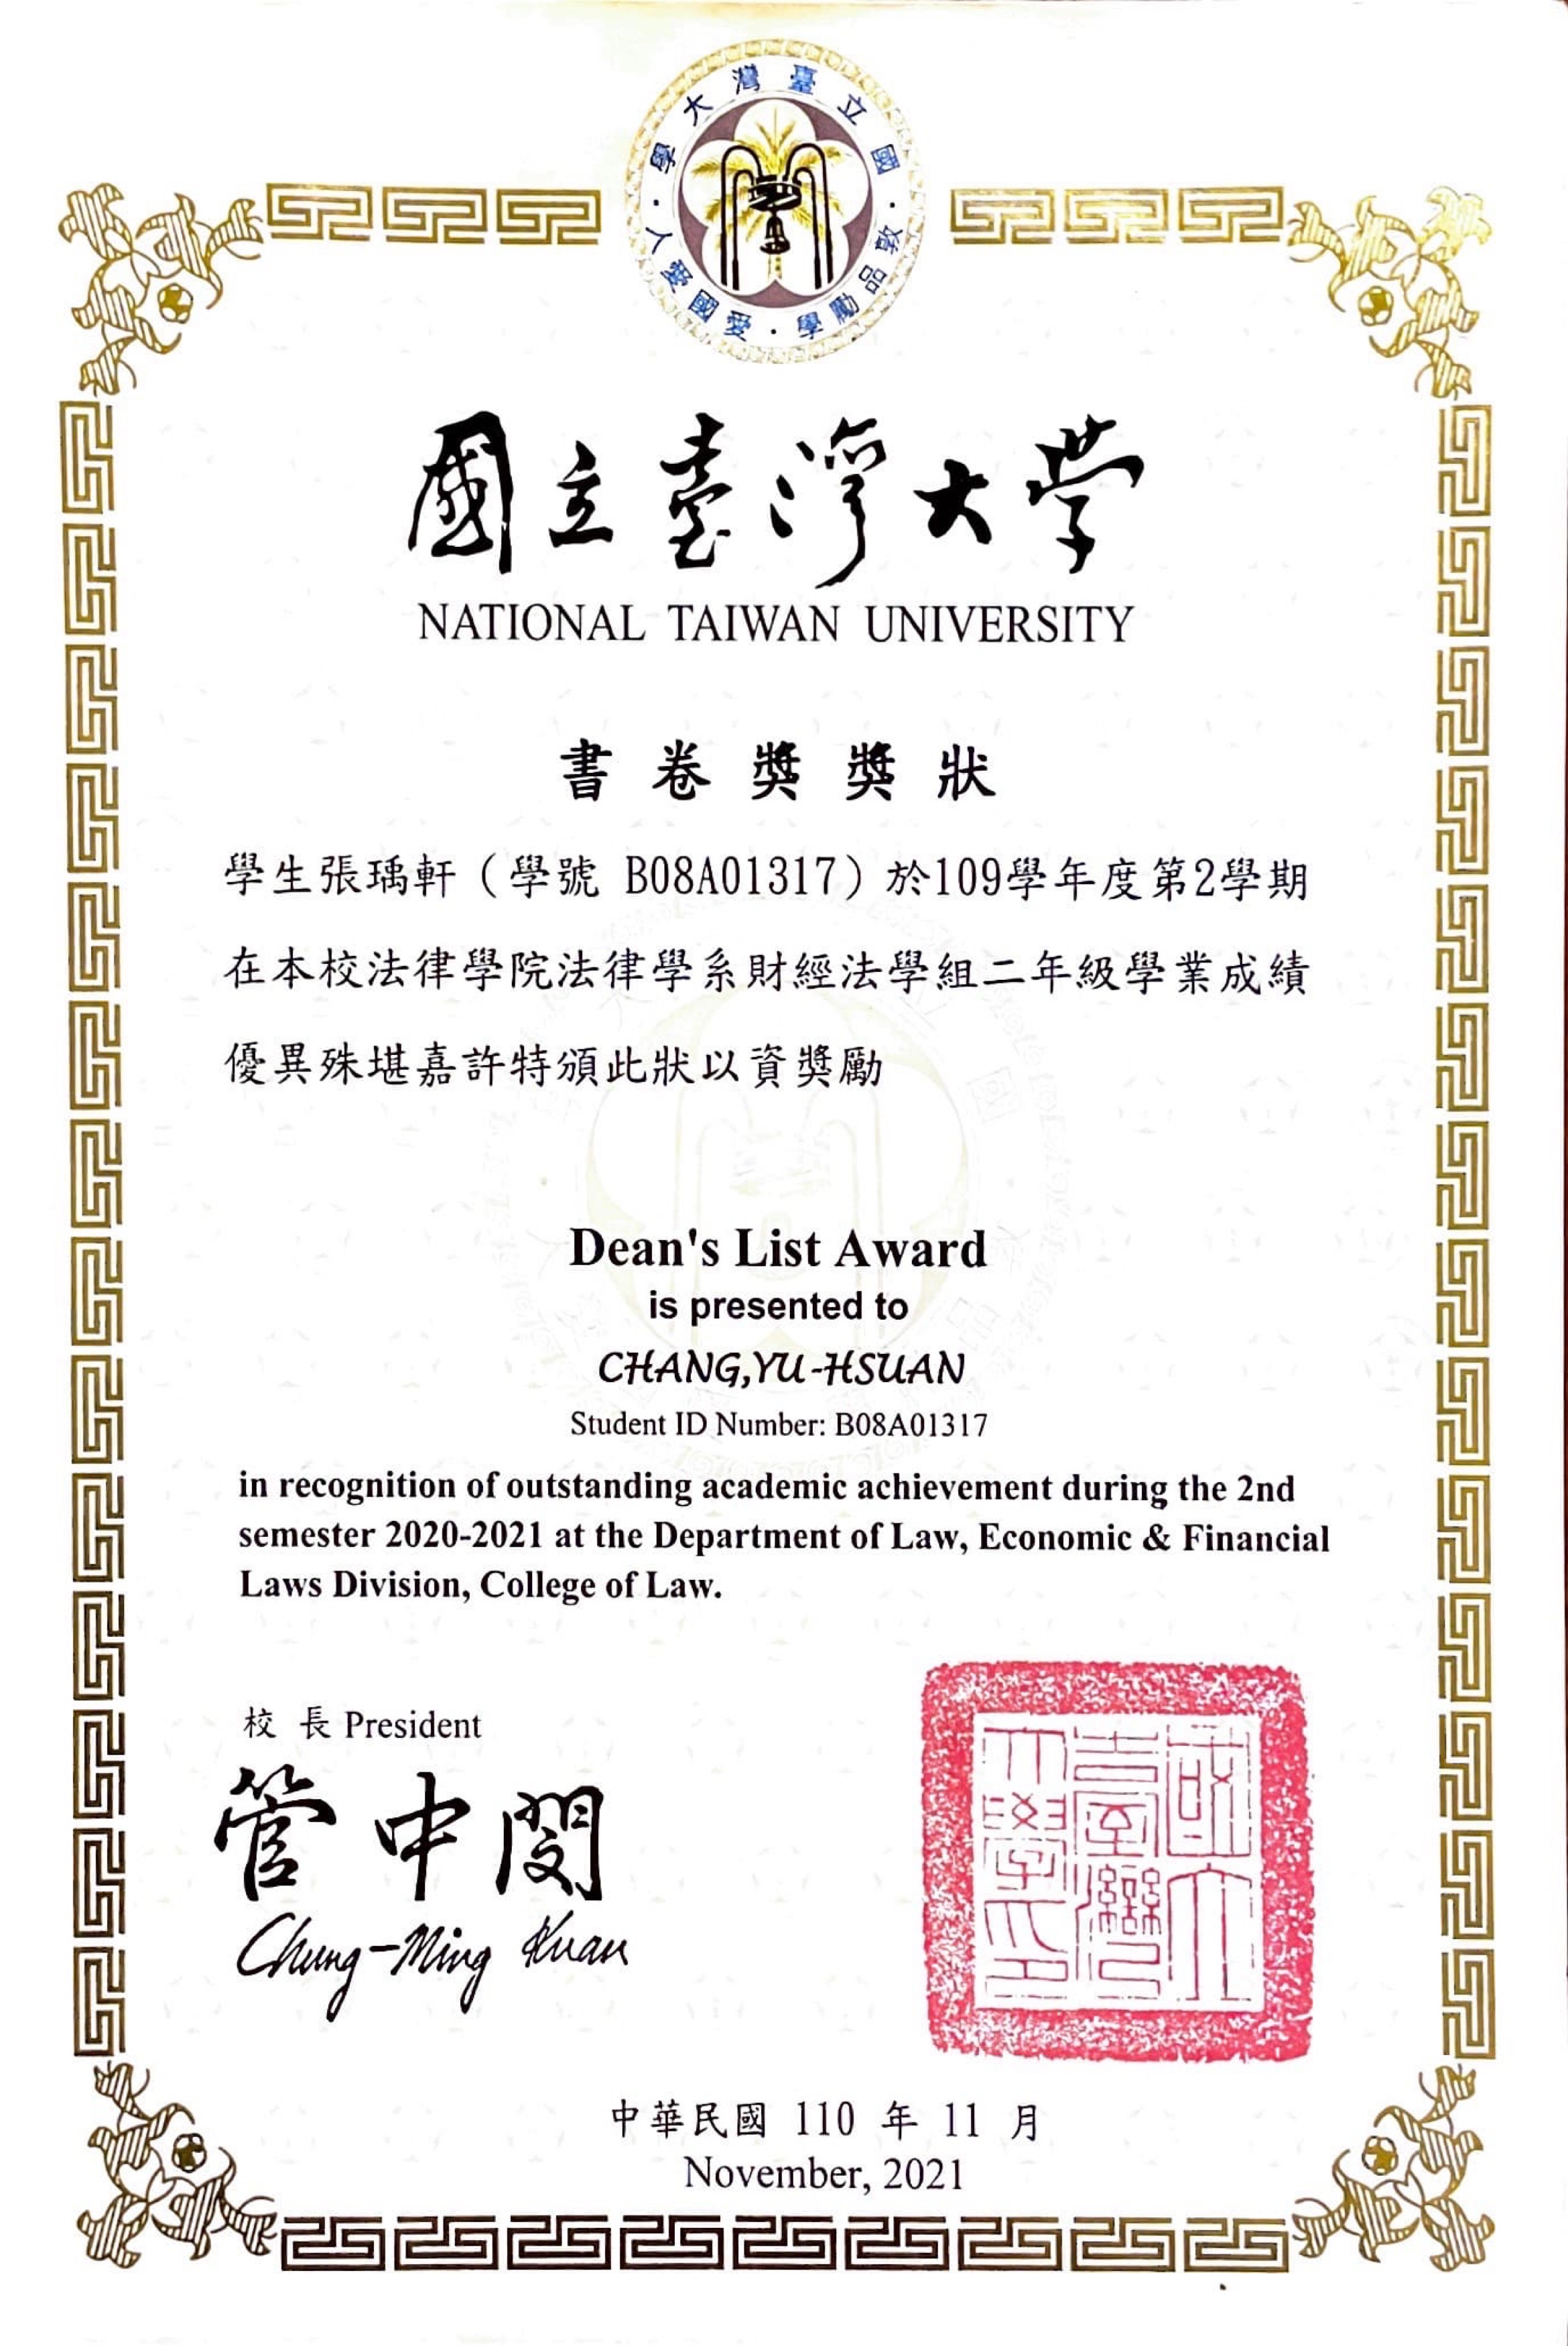 國立臺灣大學
敦品勵學·愛國愛人
國立臺灣大學
NATIONAL TAIWAN UNIVERSITY
書卷獎獎狀
學生張瑀軒（學號 B08A01317）於109學年度第2學期
在本校法律學院法律學系財經法學組二年級學業成績
優異殊堪嘉許特頒此狀以資獎勵
Dean's List Award
is presented to
CHANG,YU-HSUAN
Student ID Number: B08A01317
in recognition of outstanding academic achievement during the 2nd
semester 2020-2021 at the Department of Law, Economic & Financial
Laws Division, College of Law.
校 長 President
管中閔
Chung-Ming Kuan
國立臺灣大學印
中華民國 110 年 11 月
November, 2021